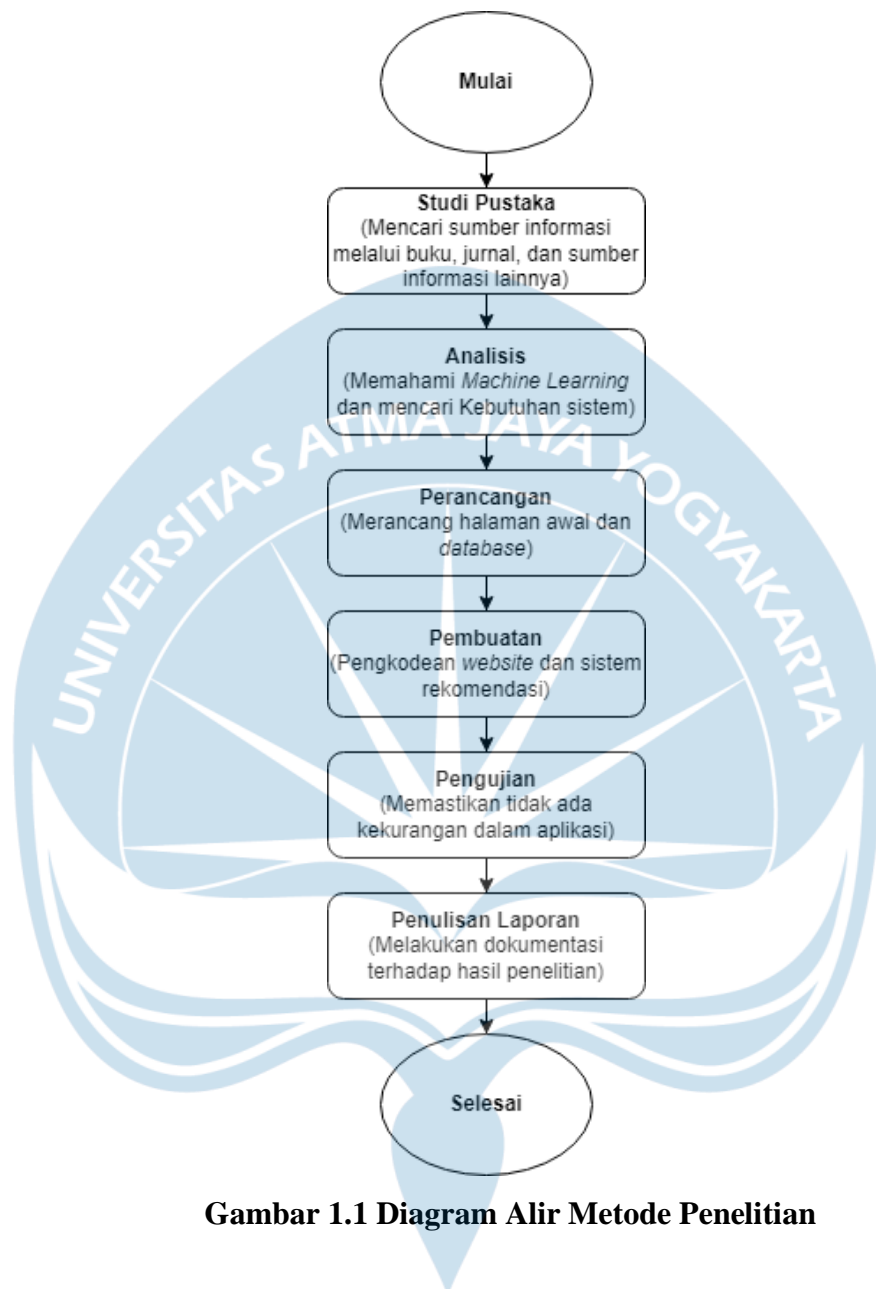 Mulai
Studi Pustaka
(Mencari sumber informasi
melalui buku, jurnal, dan sumber
informasi lainnya)
Analisis
(Memahami Machine Learning
dan mencari Kebutuhan sistem)
UNIVERSITAS ATMA JAYA YOGYAKARTA
Perancangan
(Merancang halaman awal dan
database)
Pembuatan
(Pengkodean website dan sistem
rekomendasi)
Pengujian
(Memastikan tidak ada
kekurangan dalam aplikasi)
Penulisan Laporan
(Melakukan dokumentasi
terhadap hasil penelitian)
Selesai
Gambar 1.1 Diagram Alir Metode Penelitian